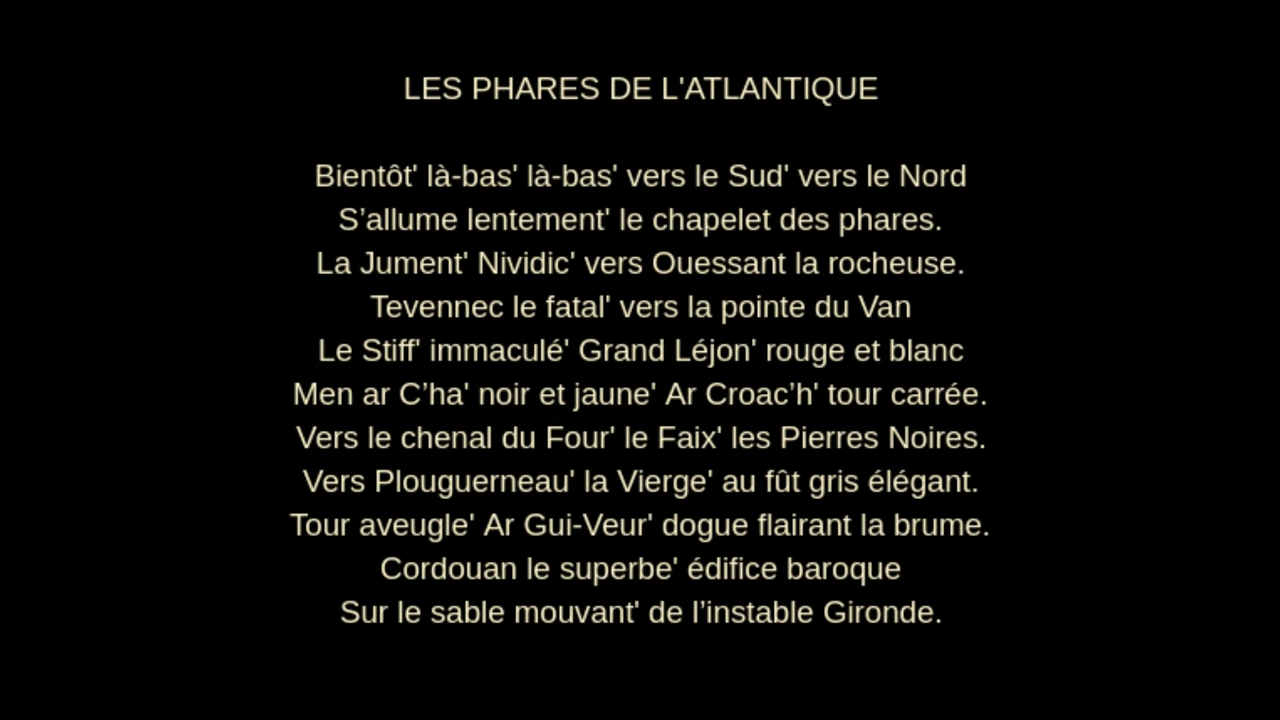 LES PHARES DE L'ATLANTIQUE
Bientôt' là-bas' là-bas' vers le Sud' vers le Nord
S’allume lentement' le chapelet des phares.
La Jument' Nividic' vers Ouessant la rocheuse.
Tevennec le fatal' vers la pointe du Van
Le Stiff' immaculé' Grand Léjon' rouge et blanc
Men ar C’ha' noir et jaune' Ar Croac’h' tour carrée.
Vers le chenal du Four' le Faix' les Pierres Noires.
Vers Plouguerneau' la Vierge' au fût gris élégant.
Tour aveugle' Ar Gui-Veur' dogue flairant la brume.
Cordouan le superbe' édifice baroque
Sur le sable mouvant' de l’instable Gironde.